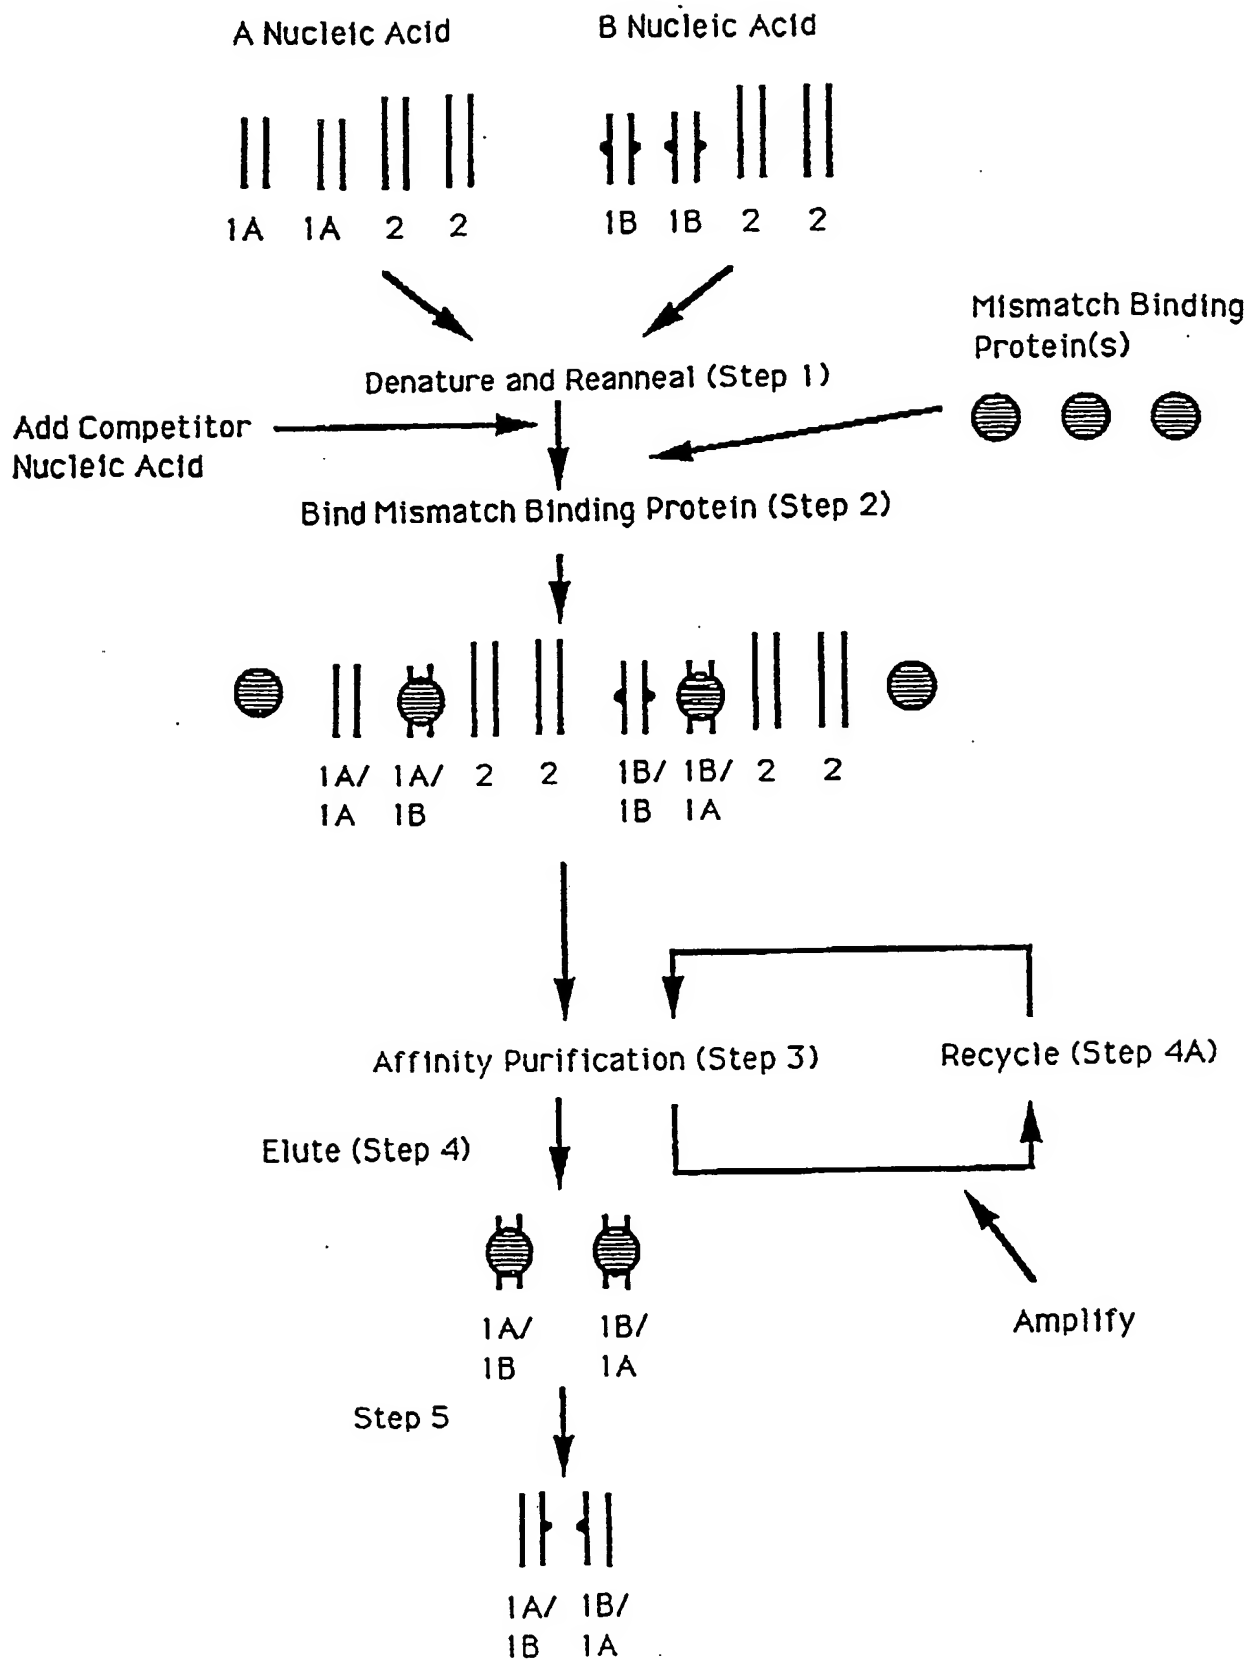 A Nucleic Acid
B Nucleic Acid
1A 1A 2 2
1B 1B 2 2
Mismatch Binding
Protein(s)
Denature and Reanneal (Step 1)
Add Competitor
Nucleic Acid
Bind Mismatch Binding Protein (Step 2)
1A/ 1A/ 2 2 1B/ 1B/ 2 2
1A 1B 1B 1A
Affinity Purification (Step 3)
Recycle (Step 4A)
Elute (Step 4)
1A/ 1B/
1B 1A
Amplify
Step 5
1A/ 1B/
1B 1A